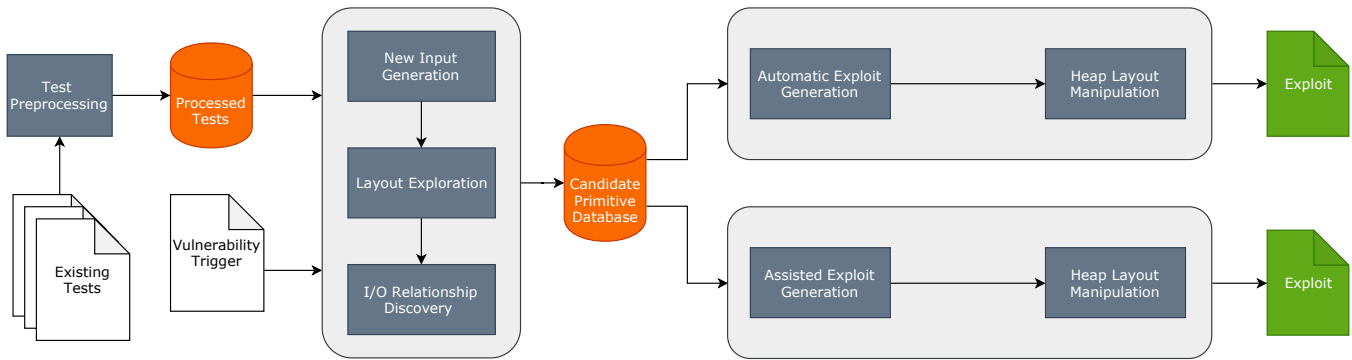 Test
Preprocessing
Processed
Tests
Existing
Tests
Vulnerability
Trigger
New Input
Generation
Layout Exploration
I/O Relationship
Discovery
Candidate
Primitive
Database
Automatic Exploit
Generation
Heap Layout
Manipulation
Exploit
Assisted Exploit
Generation
Heap Layout
Manipulation
Exploit